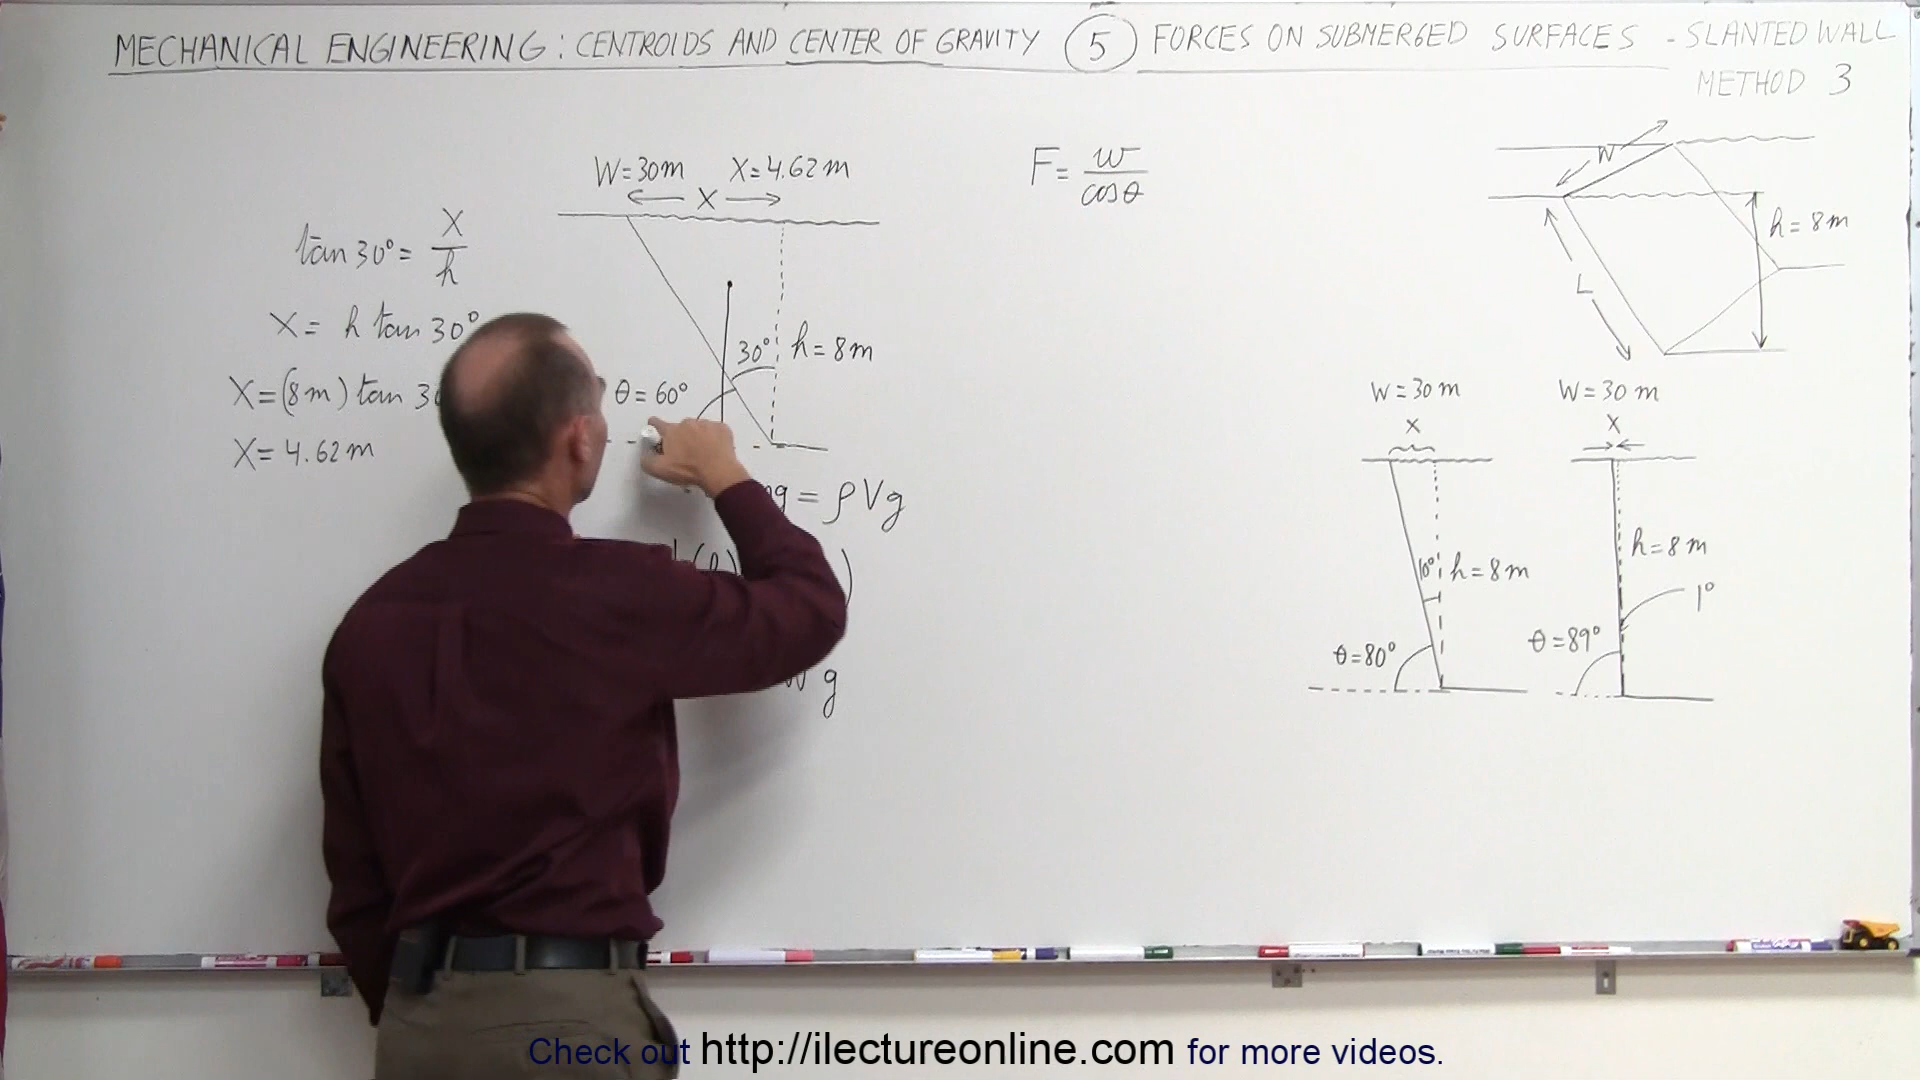 MECHANICAL ENGINEERING: CENTROIDS AND CENTER OF GRAVITY (5) FORCES ON SUBMERGED SURFACES - SLANTED WALL
METHOD 3
W=30m X=4.62m
X
tan 30° = X/h
X = h tan 30°
X=(8m) tan
X= 4.62m
30° h=8m
θ=60°
g = ρVg
g
F= w/cosθ
W
h=8m
L
W=30m
X
10° h=8m
θ=80°
W=30m
X
h=8m
1°
θ=89°
Check out http://ilectureonline.com for more videos.